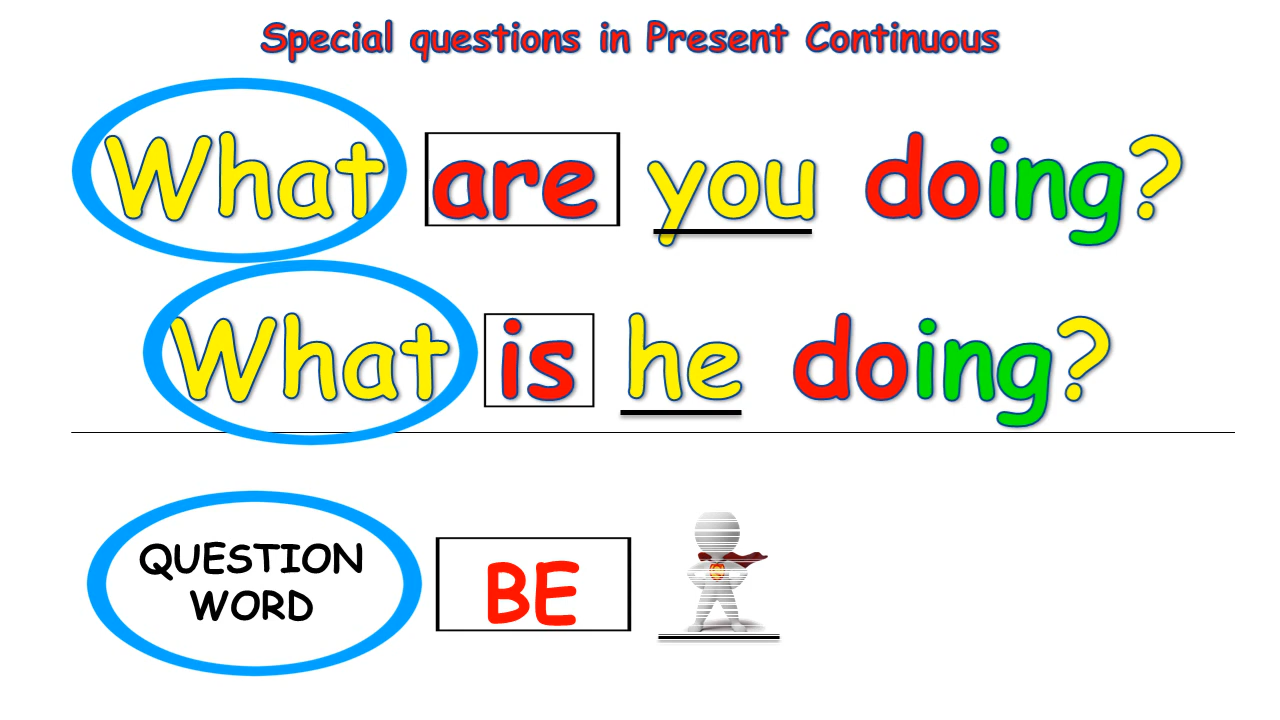 Special questions in Present Continuous
What are you doing?
What is he doing?
QUESTION
WORD
BE